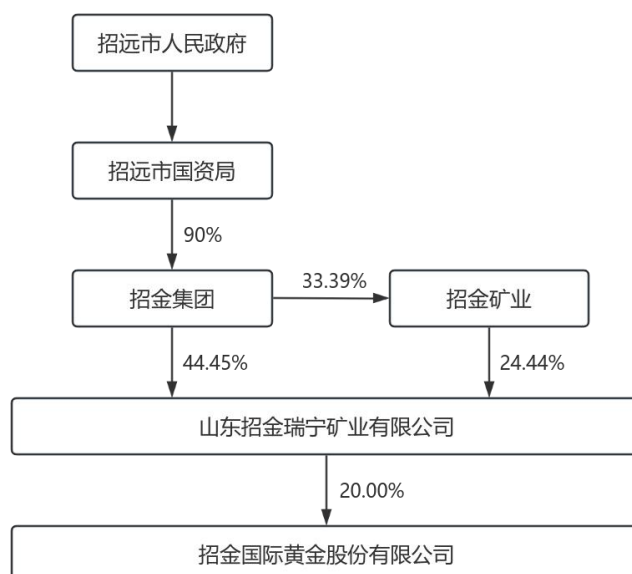 招远市人民政府
招远市国资局
90%
招金集团
33.39%
招金矿业
44.45%
24.44%
山东招金瑞宁矿业有限公司
20.00%
招金国际黄金股份有限公司